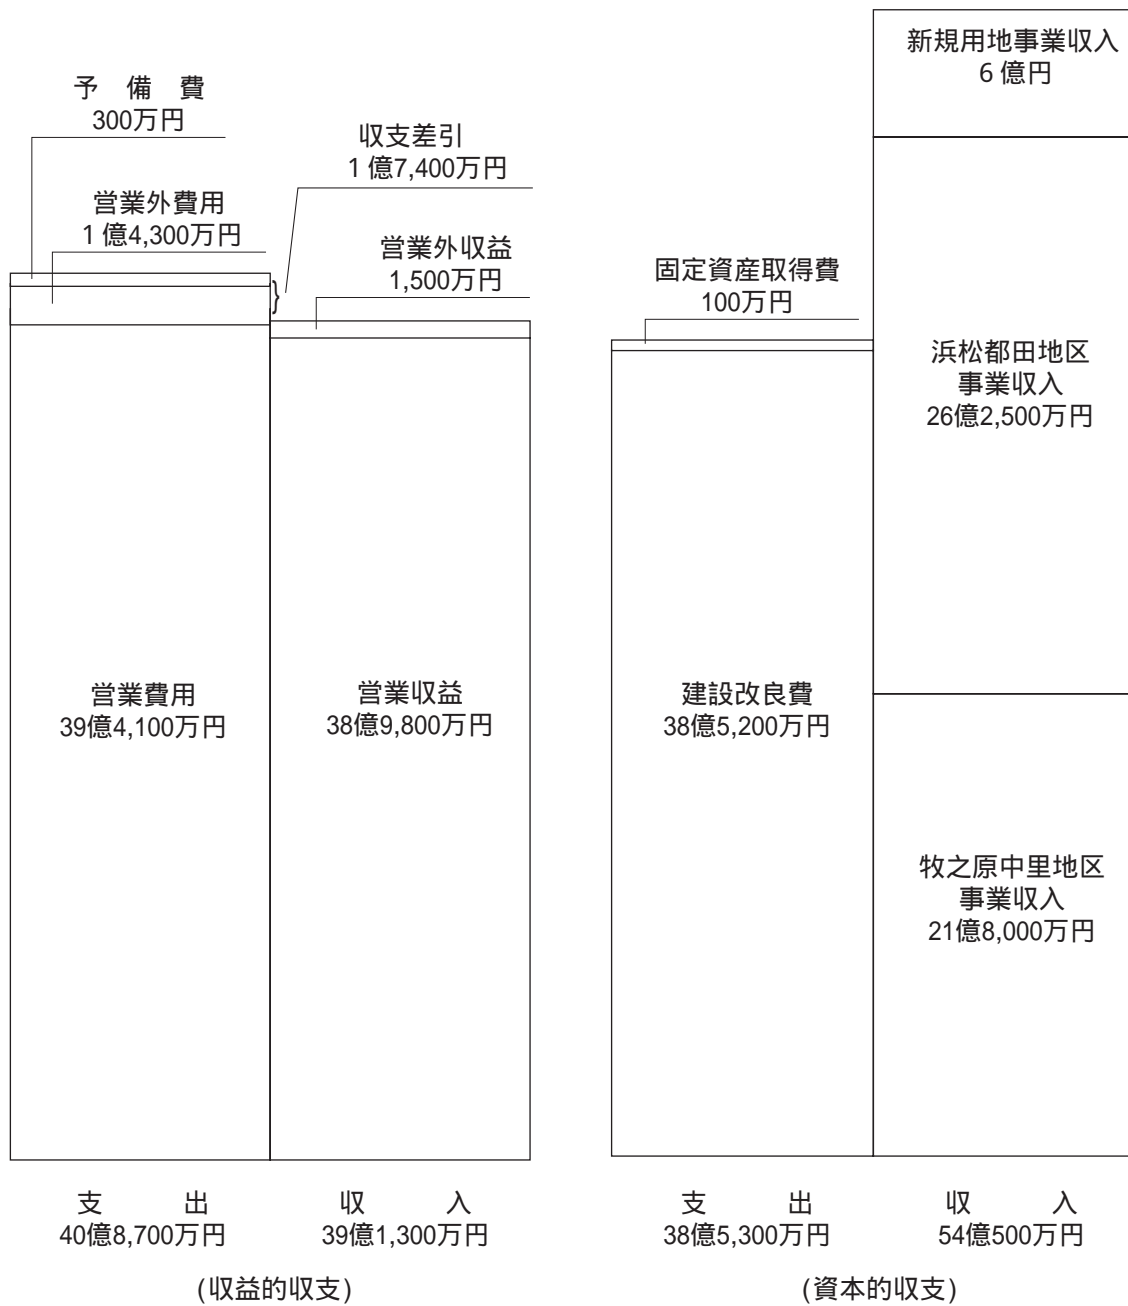 予　備　費
300万円
営業外費用
1億4,300万円
収支差引
1億7,400万円
営業外収益
1,500万円
営業費用
39億4,100万円
営業収益
38億9,800万円
支　　　出
40億8,700万円
収　　　入
39億1,300万円
(収益的収支)
新規用地事業収入
6億円
固定資産取得費
100万円
浜松都田地区
事業収入
26億2,500万円
建設改良費
38億5,200万円
牧之原中里地区
事業収入
21億8,000万円
支　　　出
38億5,300万円
収　　　入
54億500万円
(資本的収支)